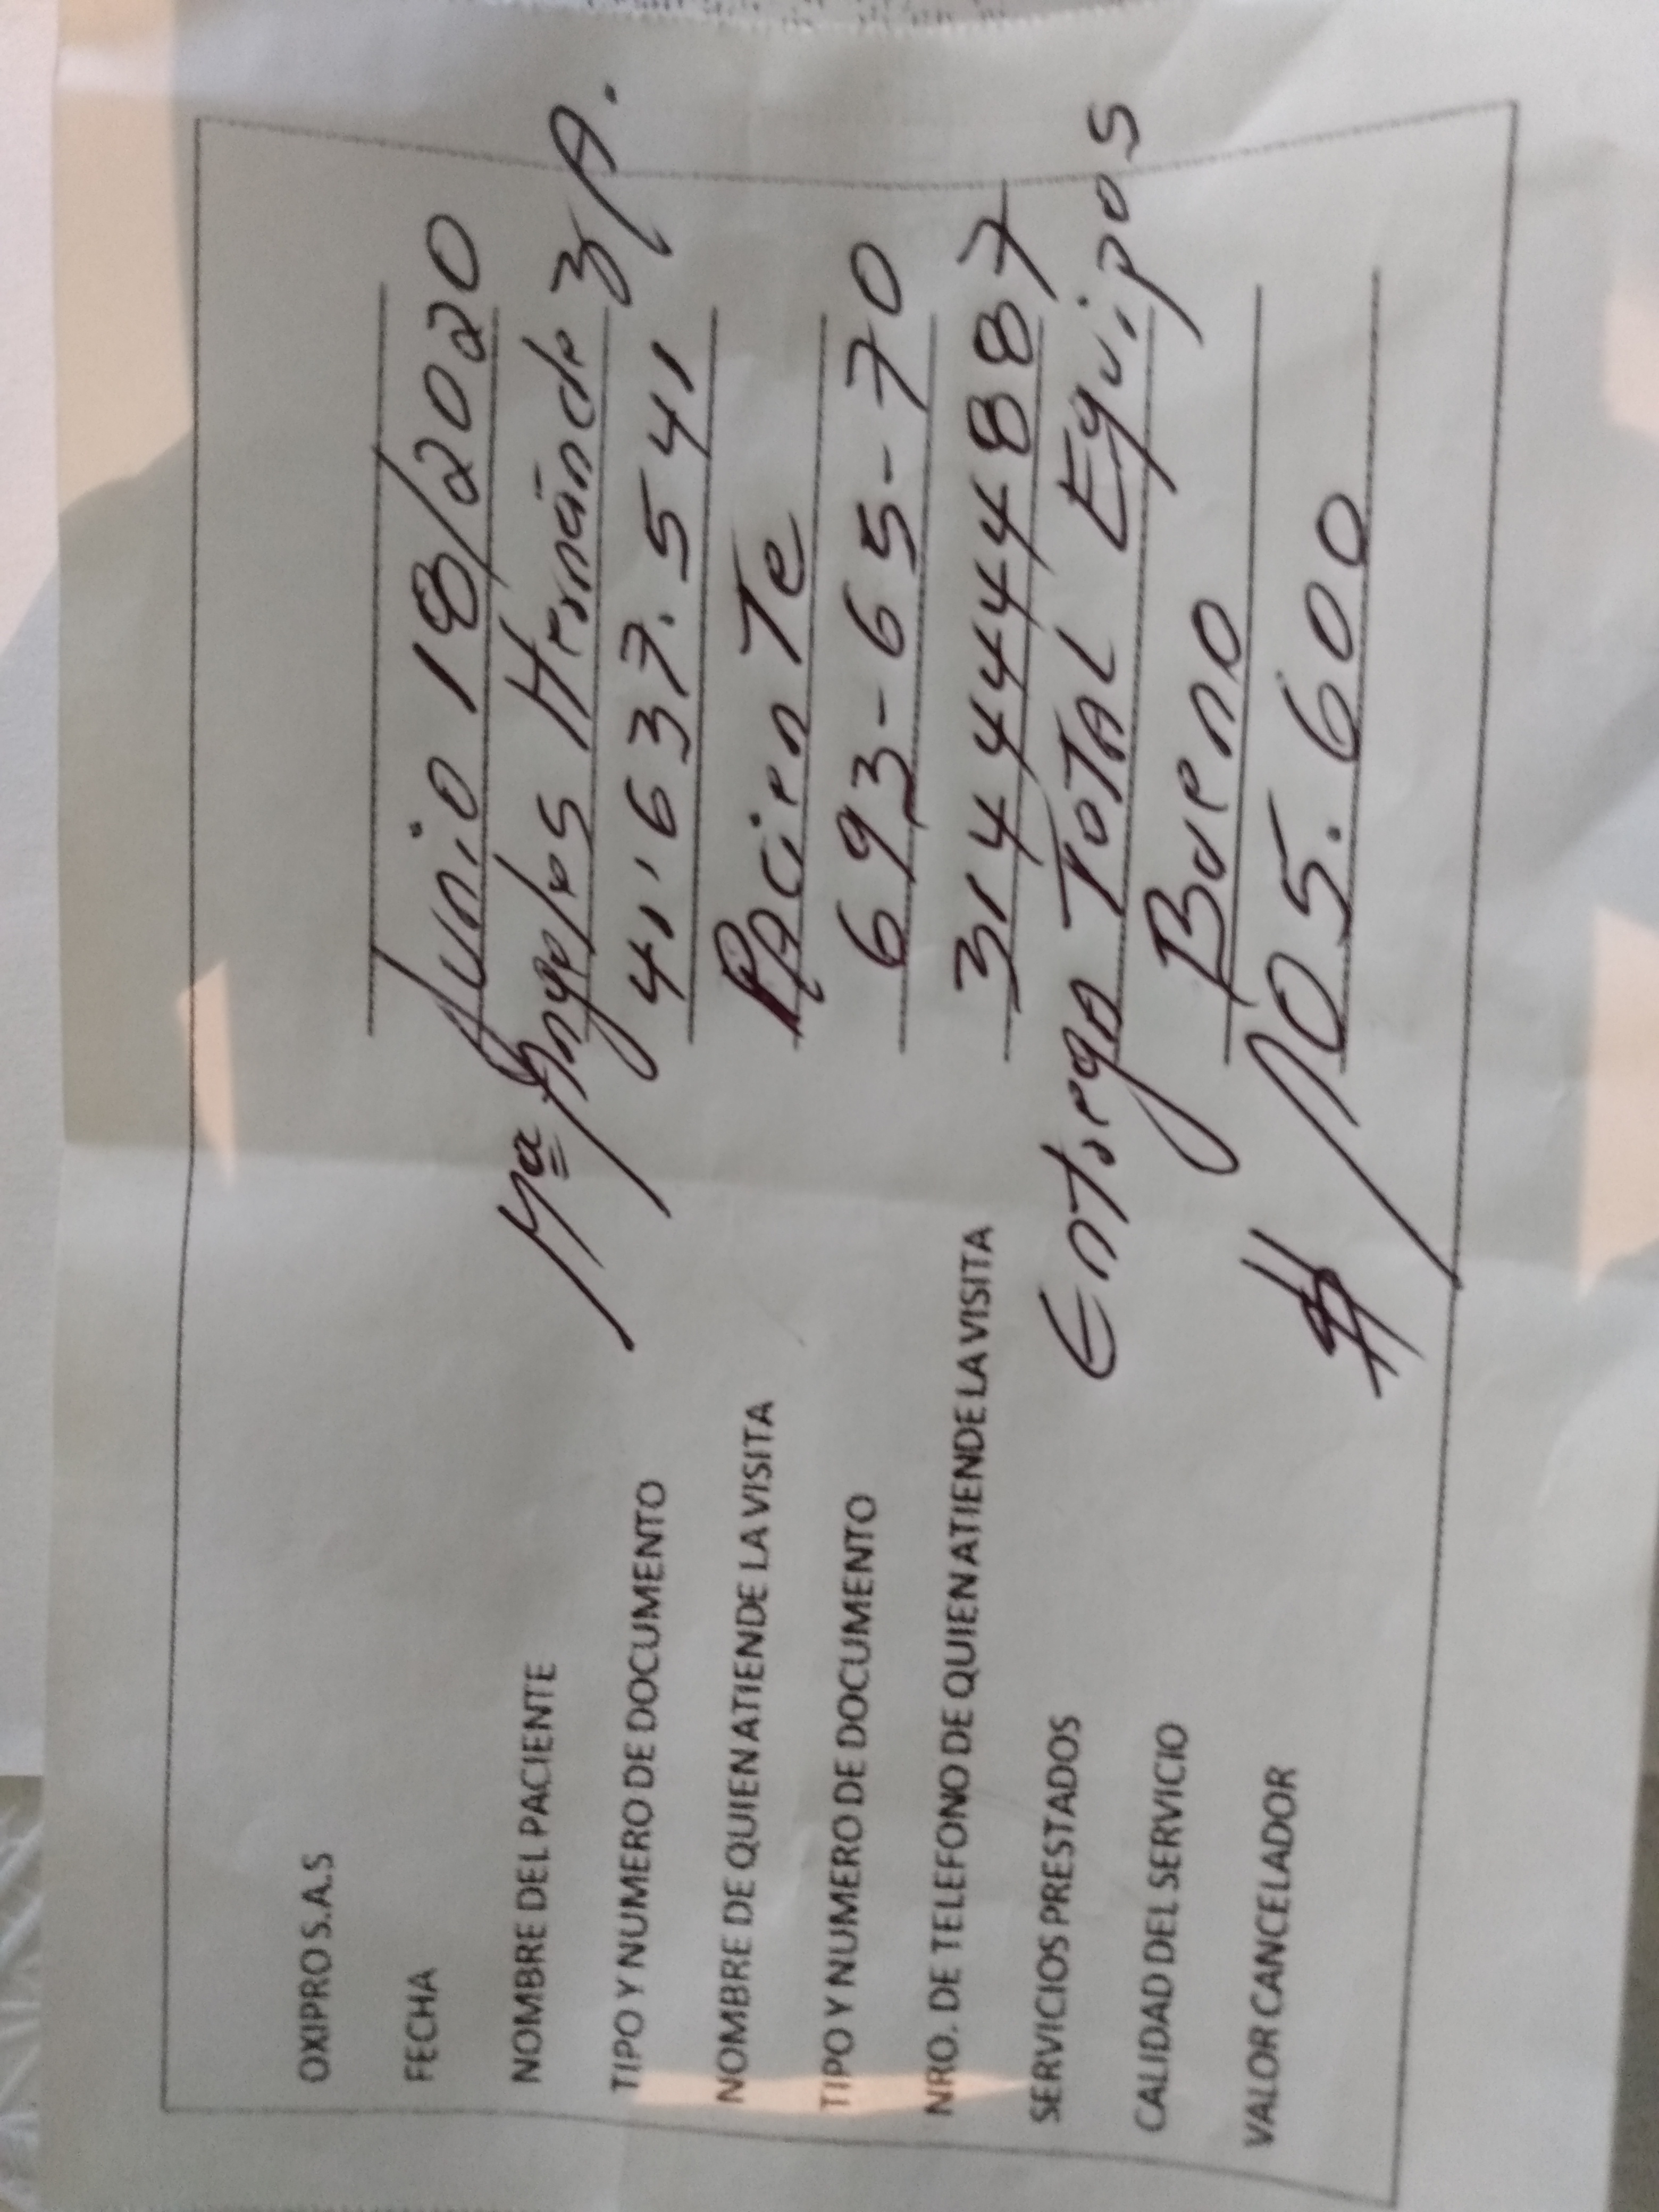 OXIPRO S.A.S
FECHA Junio 18/2020
NOMBRE DEL PACIENTE Mª Angeles Hernández A.
TIPO Y NUMERO DE DOCUMENTO 41'637.541
NOMBRE DE QUIEN ATIENDE LA VISITA PAcienTe
TIPO Y NUMERO DE DOCUMENTO 693-65-70
NRO. DE TELEFONO DE QUIEN ATIENDE LA VISITA 3144444887
SERVICIOS PRESTADOS EnTregA ToTAL Equipos
CALIDAD DEL SERVICIO Bueno
VALOR CANCELADOR $105.600